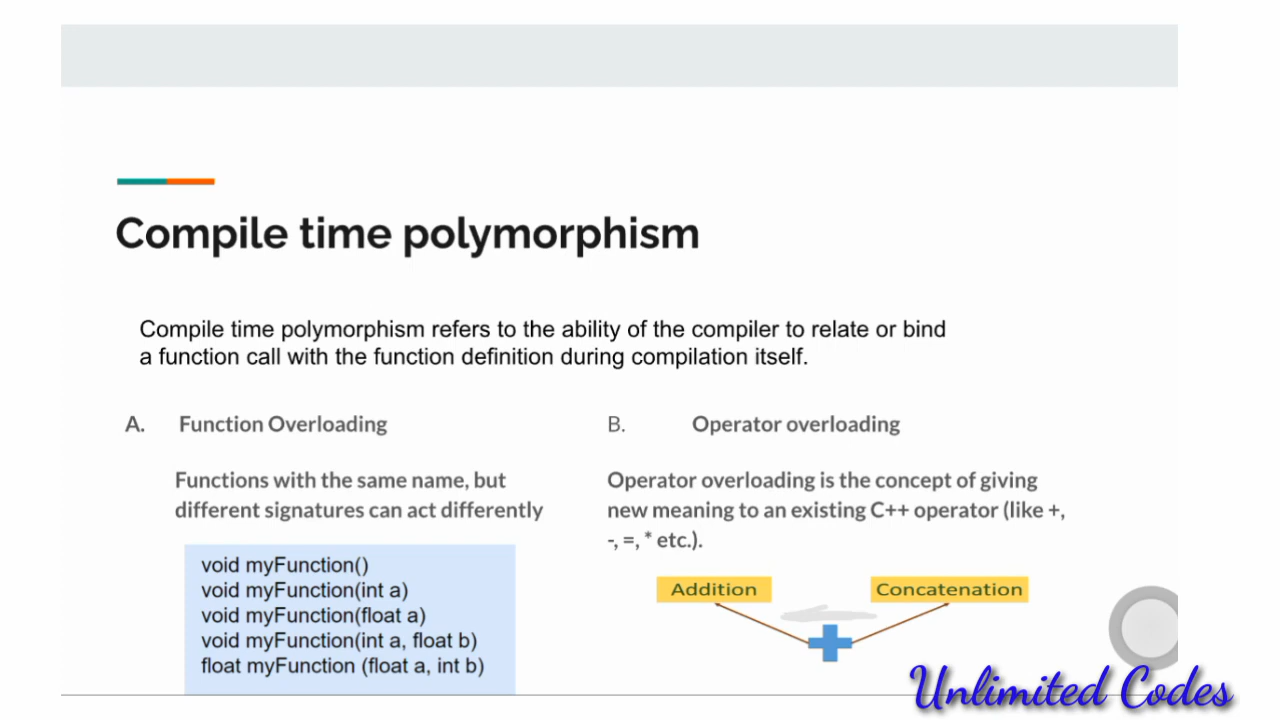 Compile time polymorphism
Compile time polymorphism refers to the ability of the compiler to relate or bind
a function call with the function definition during compilation itself.
A. Function Overloading
Functions with the same name, but
different signatures can act differently
void myFunction()
void myFunction(int a)
void myFunction(float a)
void myFunction(int a, float b)
float myFunction (float a, int b)
B. Operator overloading
Operator overloading is the concept of giving
new meaning to an existing C++ operator (like +,
-, =, * etc.).
Addition
Concatenation
Unlimited Codes